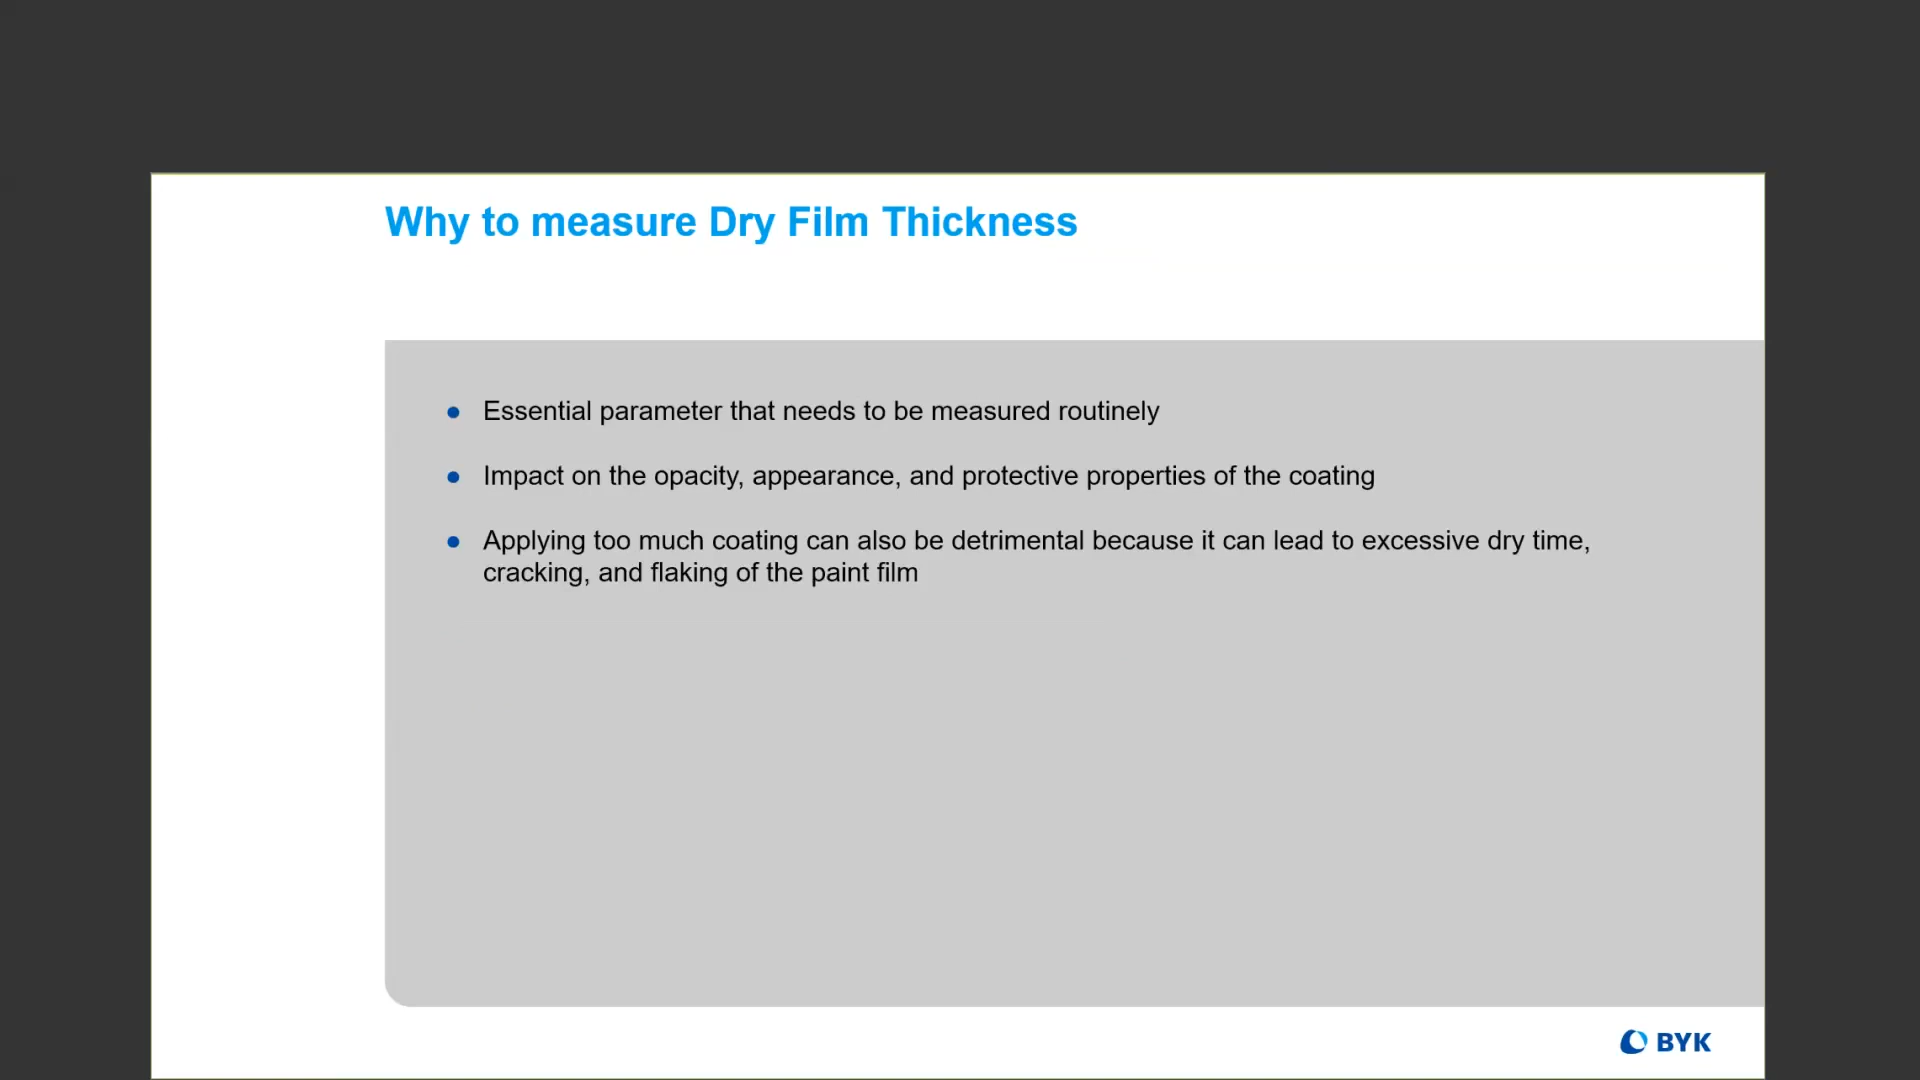 Why to measure Dry Film Thickness
● Essential parameter that needs to be measured routinely
● Impact on the opacity, appearance, and protective properties of the coating
● Applying too much coating can also be detrimental because it can lead to excessive dry time,
cracking, and flaking of the paint film
BYK